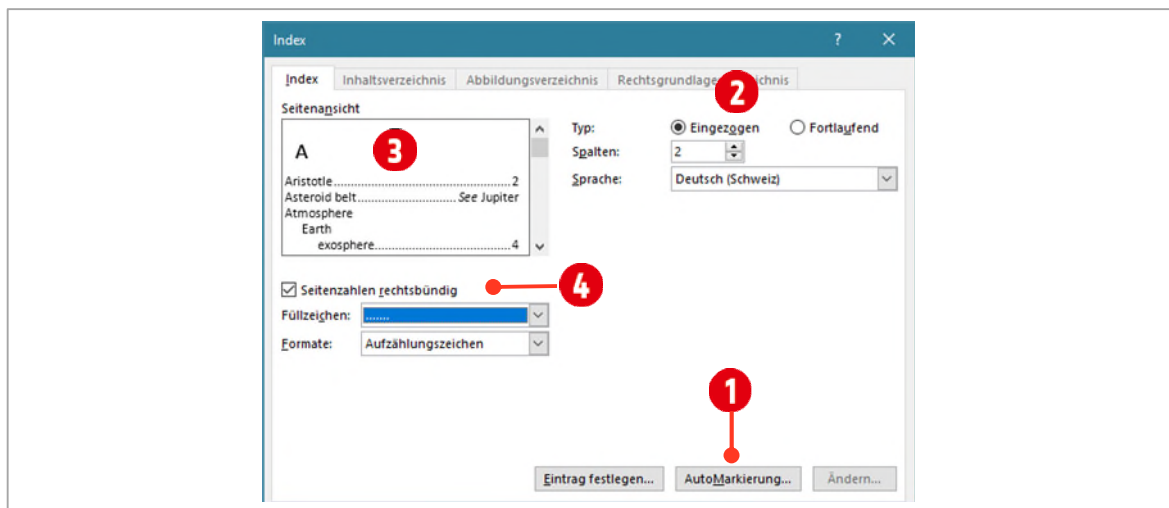 Index ? ×
Index Inhaltsverzeichnis Abbildungsverzeichnis Rechtsgrundlage
2
Seitenansicht
3
A
Aristotle..............................................2
Asteroid belt.......................... See Jupiter
Atmosphere
Earth
exosphere...................................4
Typ: Eingezogen Fortlaufend
Spalten: 2
Sprache: Deutsch (Schweiz)
4
Seitenzahlen rechtsbündig
Füllzeichen: .......
Formate: Aufzählungszeichen
1
Eintrag festlegen... AutoMarkierung... Ändern...